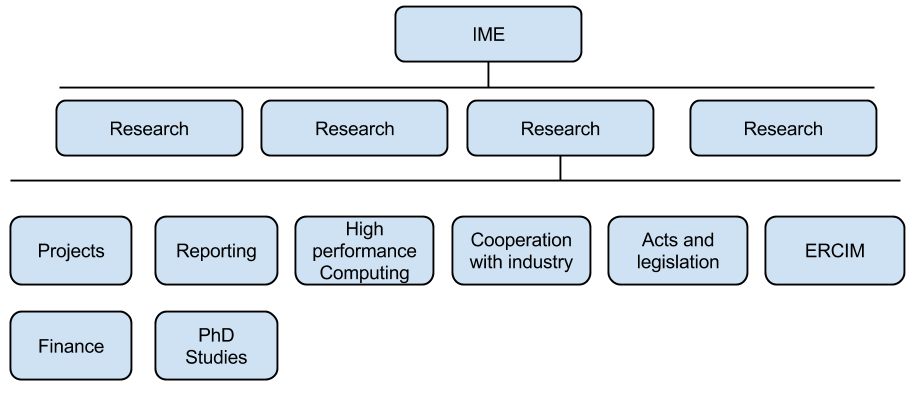 IME
Research
Research
Research
Research
Projects
Reporting
High
performance
Computing
Cooperation
with industry
Acts and
legislation
ERCIM
Finance
PhD
Studies